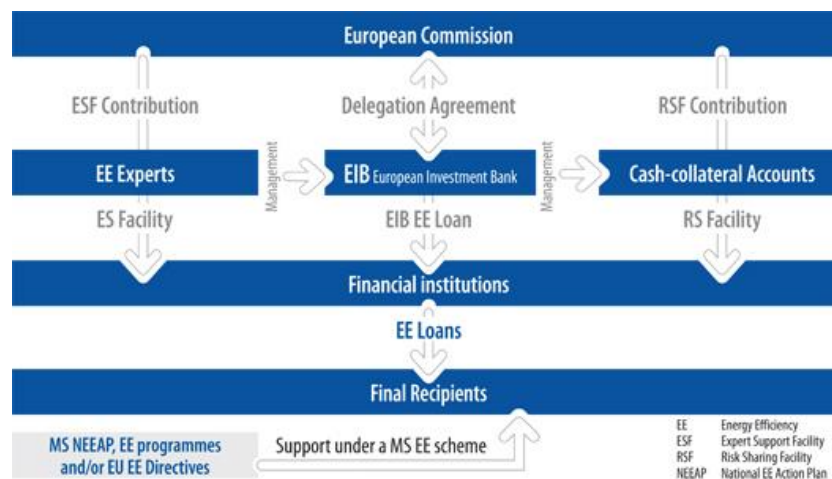 European Commission
ESF Contribution
Delegation Agreement
RSF Contribution
EE Experts
Management
EIB European Investment Bank
Management
Cash-collateral Accounts
ES Facility
EIB EE Loan
RS Facility
Financial institutions
EE Loans
Final Recipients
MS NEEAP, EE programmes
and/or EU EE Directives
Support under a MS EE scheme
EE Energy Efficiency
ESF Expert Support Facility
RSF Risk Sharing Facility
NEEAP National EE Action Plan